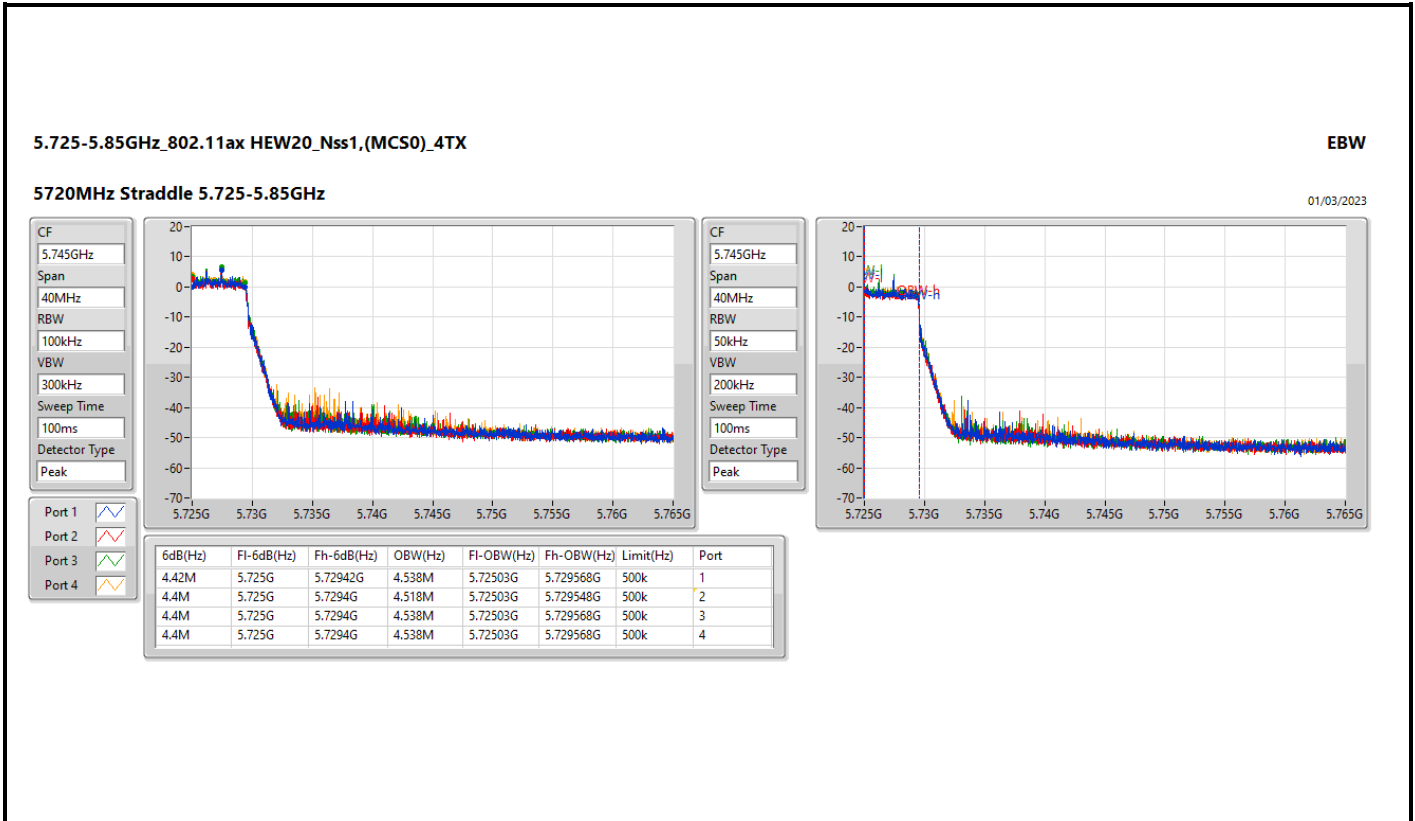 5.725-5.85GHz_802.11ax HEW20_Nss1,(MCS0)_4TX
EBW
5720MHz Straddle 5.725-5.85GHz
01/03/2023
CF
5.745GHz
Span
40MHz
RBW
100kHz
VBW
300kHz
Sweep Time
100ms
Detector Type
Peak
20
10
0
-10
-20
-30
-40
-50
-60
-70
5.725G 5.73G 5.735G 5.74G 5.745G 5.75G 5.755G 5.76G 5.765G
CF
5.745GHz
Span
40MHz
RBW
50kHz
VBW
200kHz
Sweep Time
100ms
Detector Type
Peak
20
10
0
-10
-20
-30
-40
-50
-60
-70
5.725G 5.73G 5.735G 5.74G 5.745G 5.75G 5.755G 5.76G 5.765G
Port 1
Port 2
Port 3
Port 4
6dB(Hz) Fl-6dB(Hz) Fh-6dB(Hz) OBW(Hz) Fl-OBW(Hz) Fh-OBW(Hz) Limit(Hz) Port
4.42M 5.725G 5.72942G 4.538M 5.72503G 5.729568G 500k 1
4.4M 5.725G 5.7294G 4.518M 5.72503G 5.729548G 500k 2
4.4M 5.725G 5.7294G 4.538M 5.72503G 5.729568G 500k 3
4.4M 5.725G 5.7294G 4.538M 5.72503G 5.729568G 500k 4